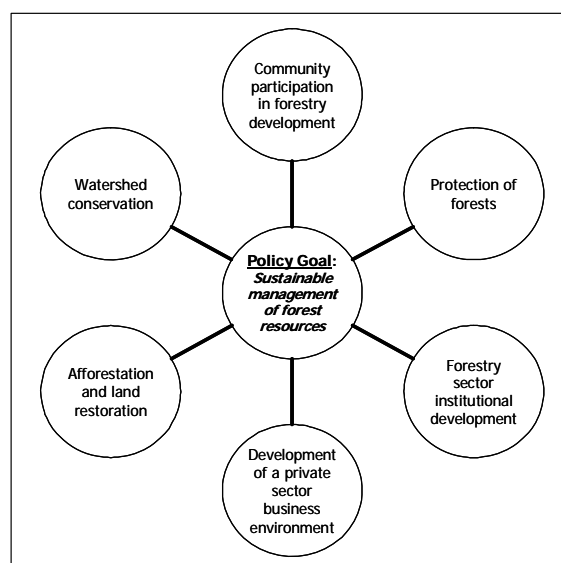 Community
participation
in forestry
development
Watershed
conservation
Protection of
forests
Policy Goal:
Sustainable
management
of forest
resources
Afforestation
and land
restoration
Forestry
sector
institutional
development
Development
of a private
sector
business
environment